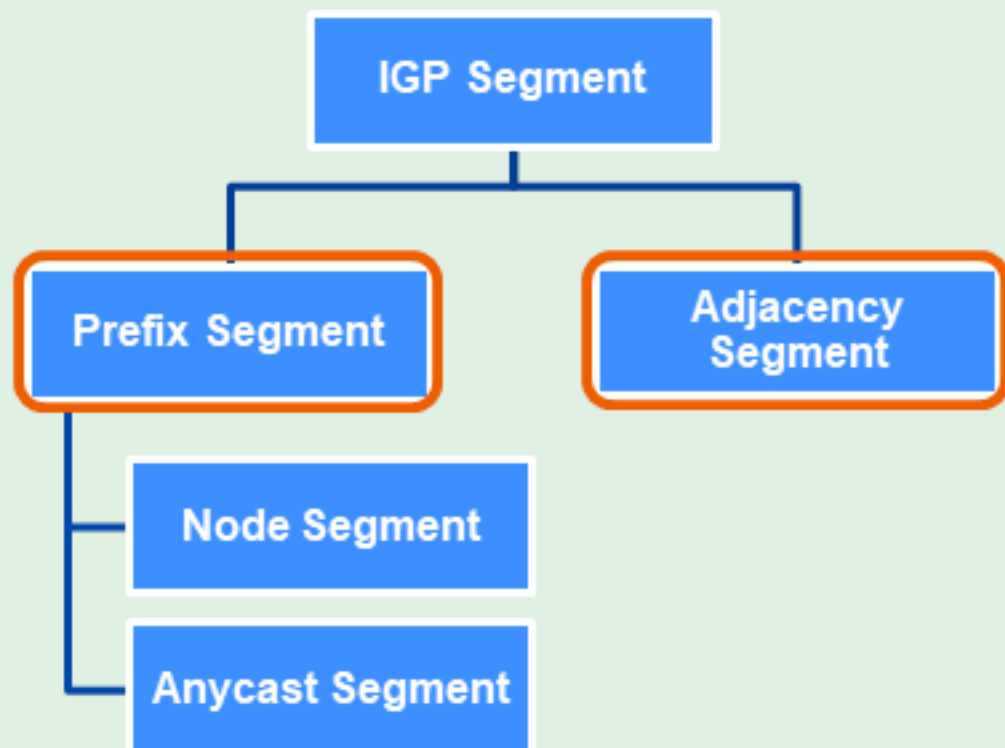 IGP Segment
Prefix Segment
Adjacency
Segment
Node Segment
Anycast Segment